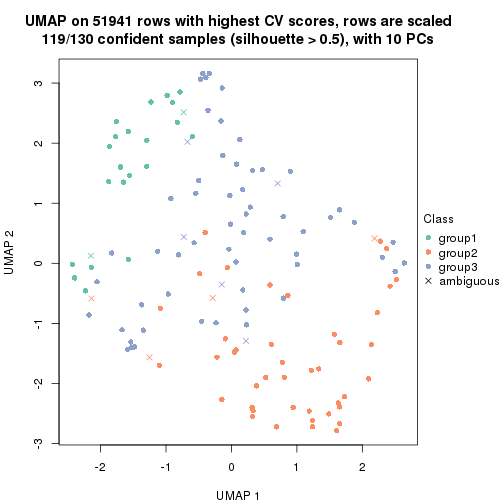 UMAP on 51941 rows with highest CV scores, rows are scaled
119/130 confident samples (silhouette > 0.5), with 10 PCs
3
2
1
0
-1
-2
-3
UMAP 2
-2
-1
0
1
2
UMAP 1
Class
group1
group2
group3
ambiguous